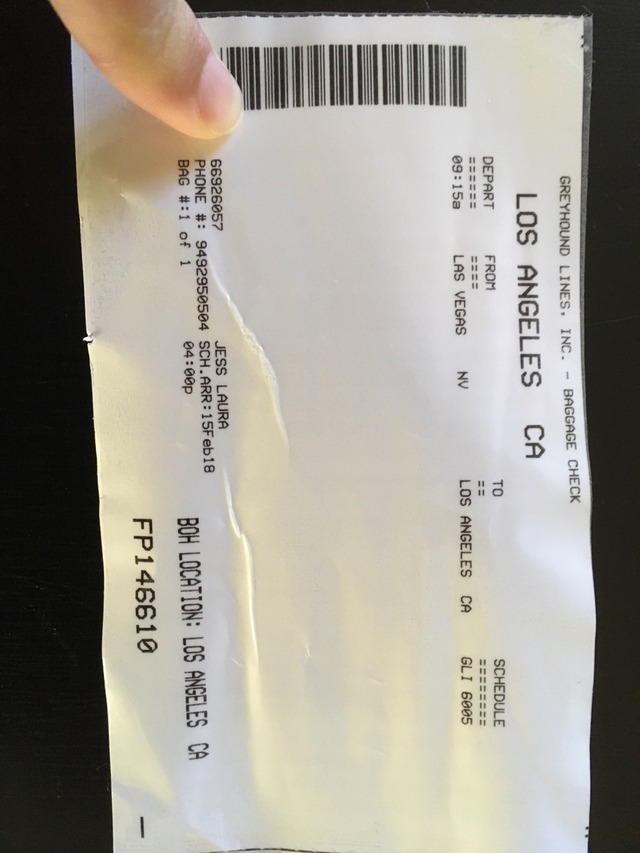 GREYHOUND LINES, INC. - BAGGAGE CHECK
LOS ANGELES CA
DEPART FROM TO SCHEDULE
====== ==== == ========
09:15a LAS VEGAS NV LOS ANGELES CA GLI 6005
66926057 JESS LAURA
PHONE #: 9492950504 SCH.ARR:15Feb18
BAG #:1 of 1 04:00p
BOH LOCATION: LOS ANGELES CA
FP146610